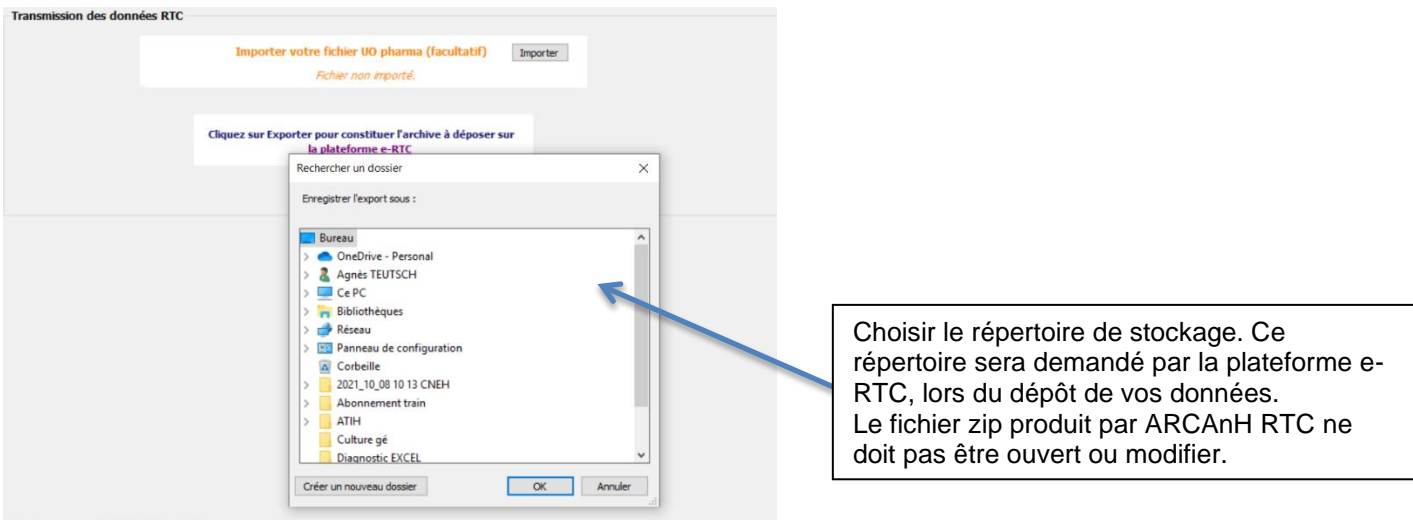 Transmission des données RTC
Importer votre fichier UO pharma (facultatif)
Importer
Fichier non importé.
Cliquez sur Exporter pour constituer l'archive à déposer sur
la plateforme e-RTC
Rechercher un dossier
Enregistrer l'export sous :
Bureau
OneDrive - Personal
Agnès TEUTSCH
Ce PC
Bibliothèques
Réseau
Panneau de configuration
Corbeille
2021_10_08 10 13 CNEH
Abonnement train
ATIH
Culture gé
Diagnostic EXCEL
Créer un nouveau dossier
OK
Annuler
Choisir le répertoire de stockage. Ce
répertoire sera demandé par la plateforme e-
RTC, lors du dépôt de vos données.
Le fichier zip produit par ARCAnH RTC ne
doit pas être ouvert ou modifier.